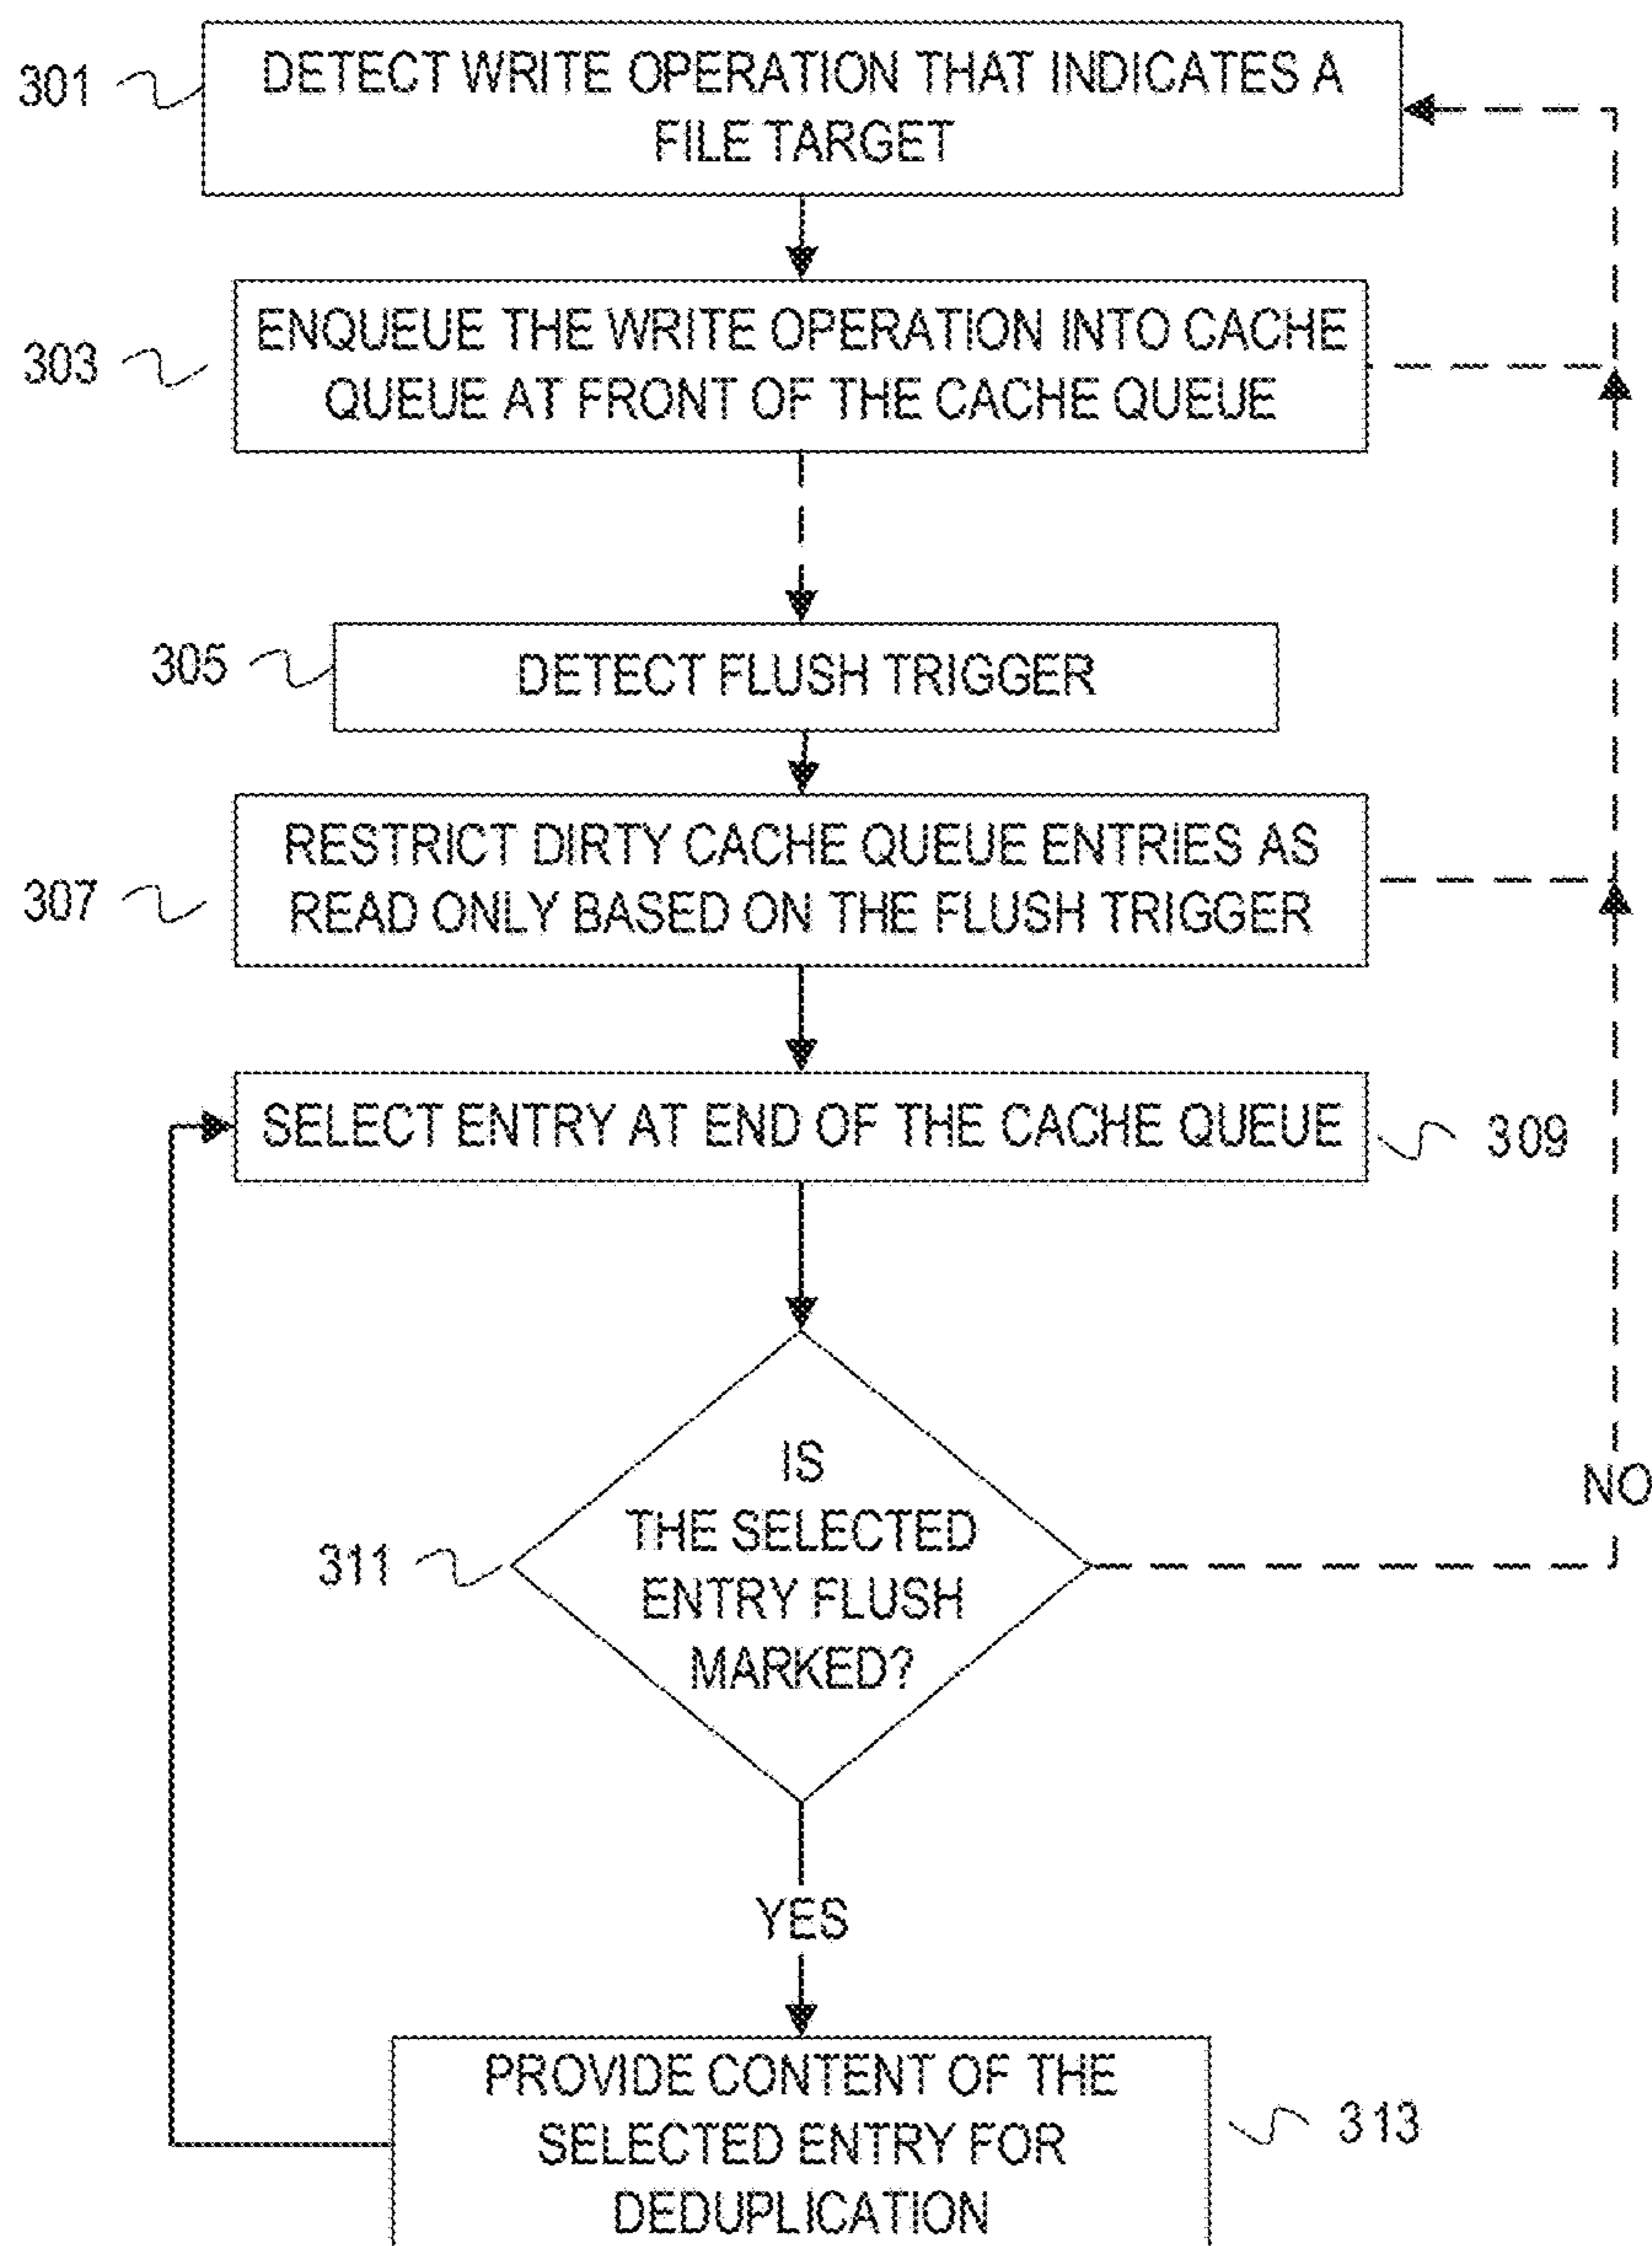 301
DETECT WRITE OPERATION THAT INDICATES A
FILE TARGET
303
ENQUEUE THE WRITE OPERATION INTO CACHE
QUEUE AT FRONT OF THE CACHE QUEUE
305
DETECT FLUSH TRIGGER
307
RESTRICT DIRTY CACHE QUEUE ENTRIES AS
READ ONLY BASED ON THE FLUSH TRIGGER
SELECT ENTRY AT END OF THE CACHE QUEUE
309
311
IS
THE SELECTED
ENTRY FLUSH
MARKED?
NO
YES
PROVIDE CONTENT OF THE
SELECTED ENTRY FOR
DEDUPLICATION
313